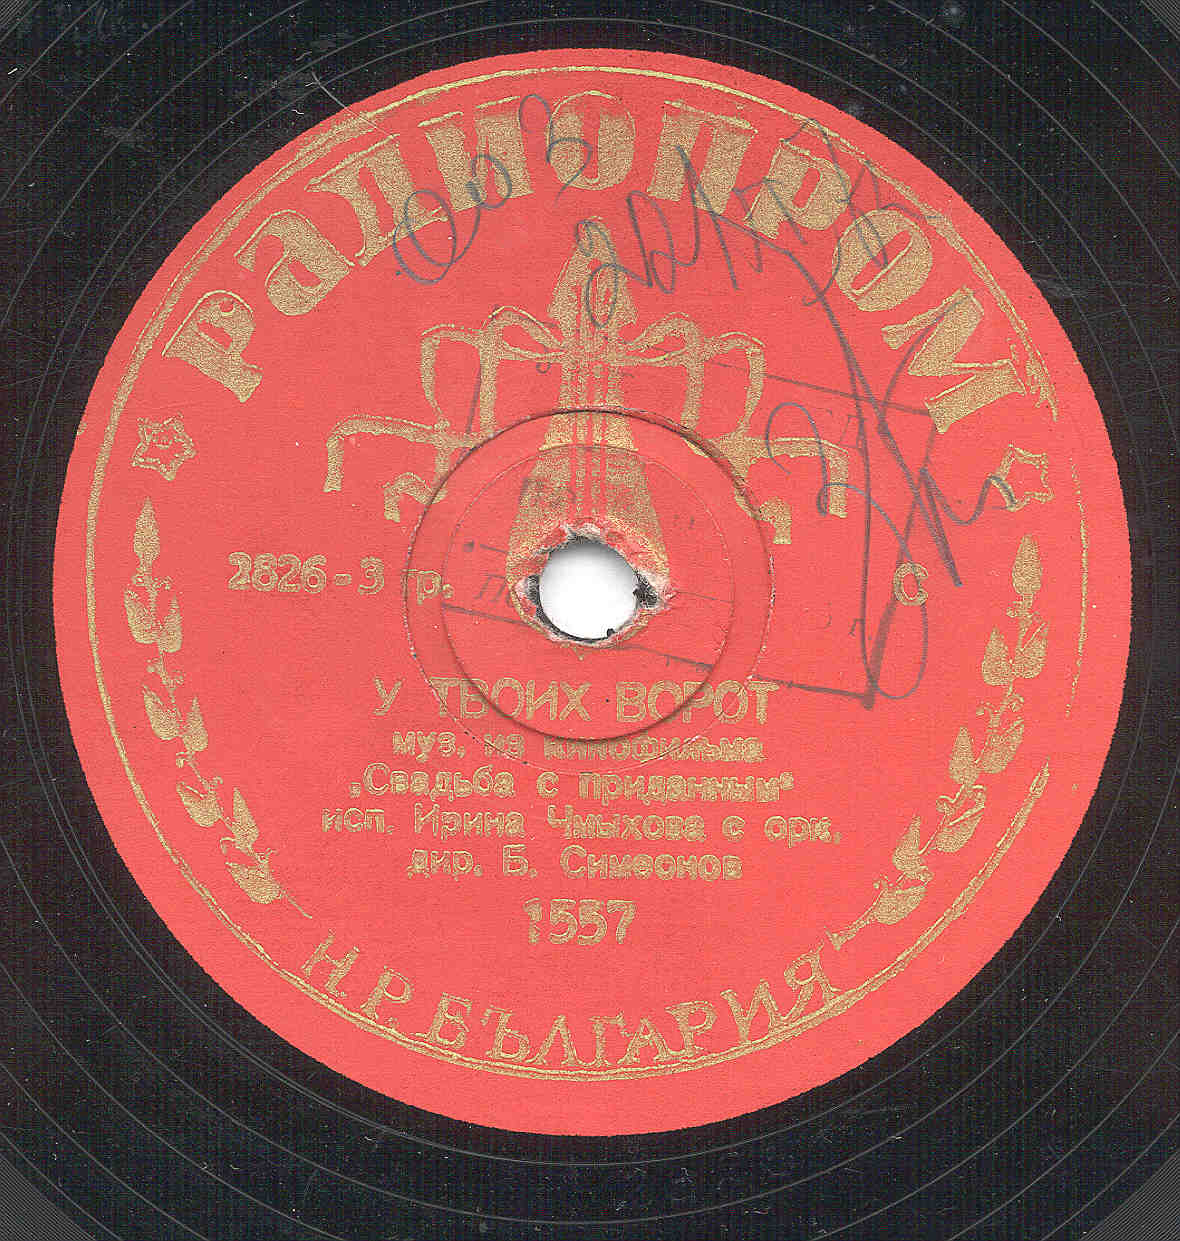 РАДИОПРОМ
2826-3 гр. С
У ТВОИХ ВОРОТ
муз. из кинофильма
„Свадьба с приданным“
исп. Ирина Чмыхова с орк.
дир. Б. Симеонов
1557
Н.Р. БЪЛГАРИЯ